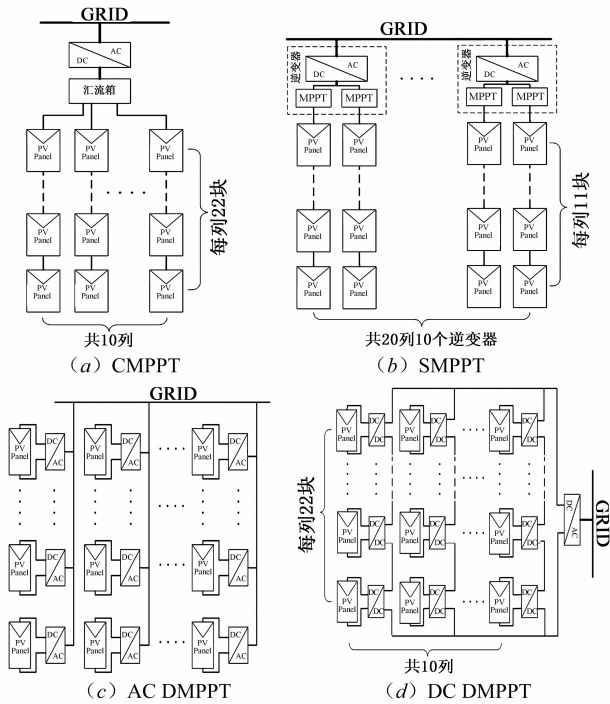 GRID
AC
DC
汇流箱
PV
Panel
PV
Panel
PV
Panel
PV
Panel
PV
Panel
PV
Panel
PV
Panel
PV
Panel
PV
Panel
每列22块
共10列
(a) CMPPT
GRID
逆变器
AC
DC
MPPT
MPPT
逆变器
AC
DC
MPPT
MPPT
PV
Panel
PV
Panel
PV
Panel
PV
Panel
PV
Panel
PV
Panel
PV
Panel
PV
Panel
PV
Panel
PV
Panel
PV
Panel
PV
Panel
每列11块
共20列10个逆变器
(b) SMPPT
GRID
PV
Panel
DC
AC
PV
Panel
DC
AC
PV
Panel
DC
AC
PV
Panel
DC
AC
PV
Panel
DC
AC
PV
Panel
DC
AC
PV
Panel
DC
AC
PV
Panel
DC
AC
PV
Panel
DC
AC
(c) AC DMPPT
PV
Panel
DC
DC
PV
Panel
DC
DC
PV
Panel
DC
DC
PV
Panel
DC
DC
PV
Panel
DC
DC
PV
Panel
DC
DC
PV
Panel
DC
DC
PV
Panel
DC
DC
PV
Panel
DC
DC
每列22块
DC
AC
GRID
共10列
(d) DC DMPPT